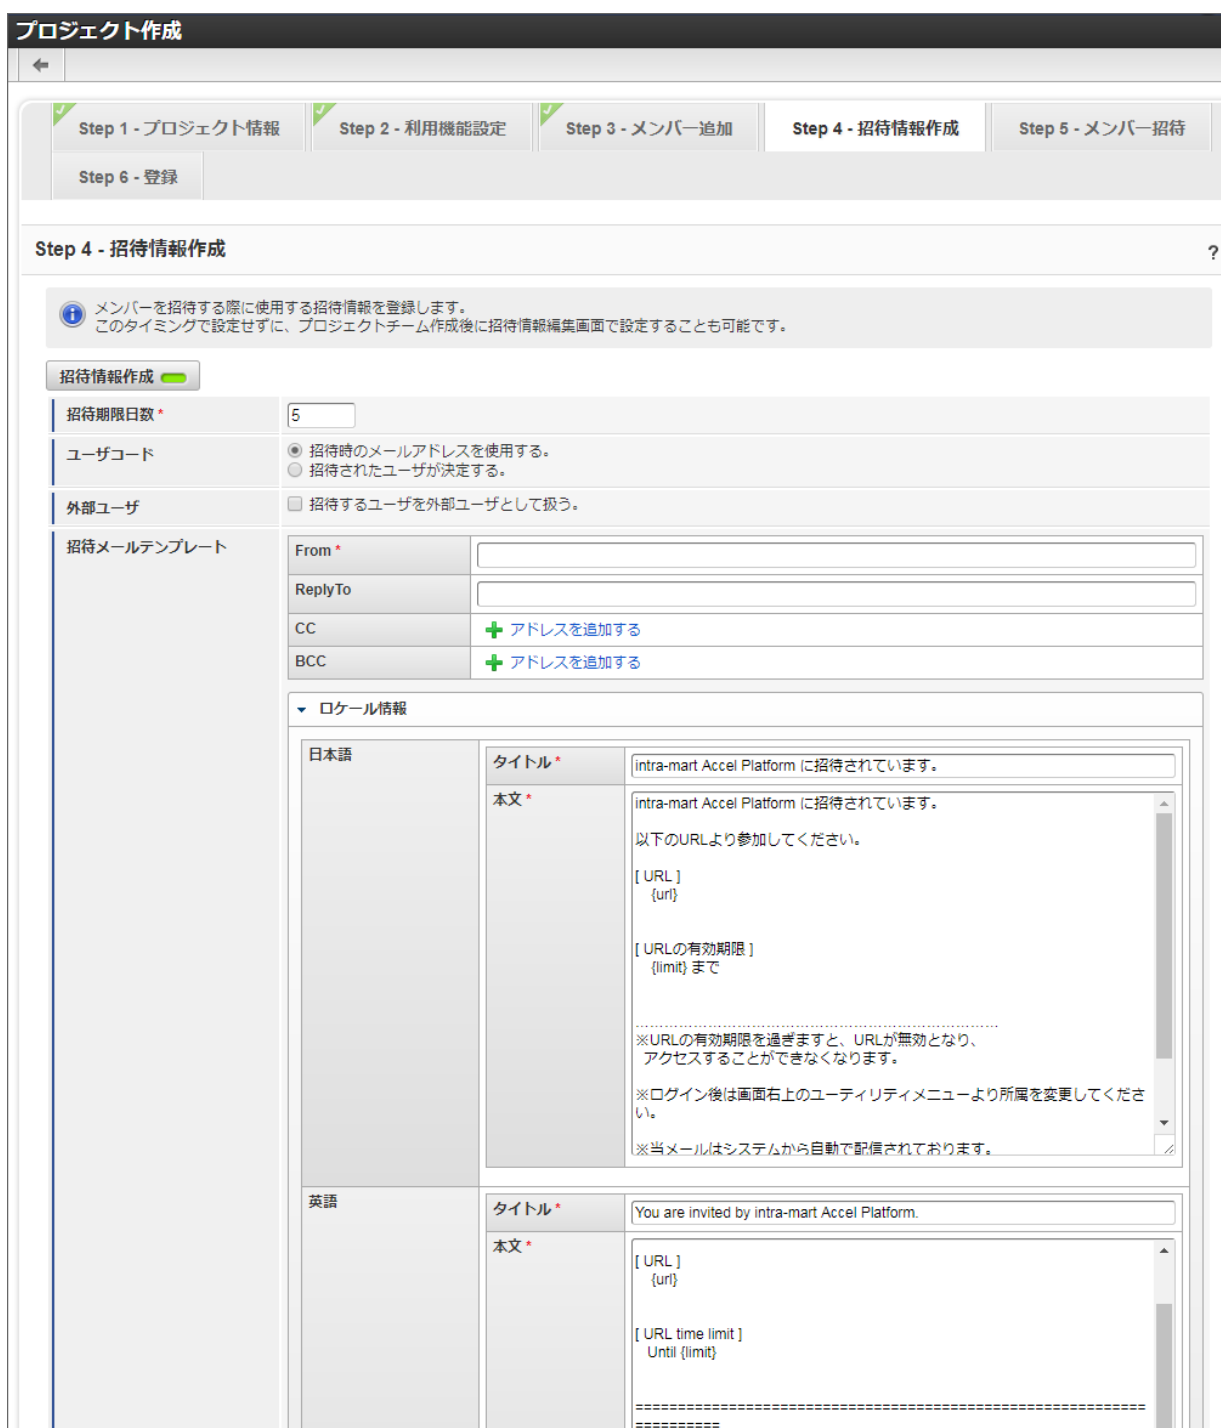 プロジェクト作成
Step 1 - プロジェクト情報
Step 2 - 利用機能設定
Step 3 - メンバー追加
Step 4 - 招待情報作成
Step 5 - メンバー招待
Step 6 - 登録
Step 4 - 招待情報作成
?
メンバーを招待する際に使用する招待情報を登録します。
このタイミングで設定せずに、プロジェクトチーム作成後に招待情報編集画面で設定することも可能です。
招待情報作成
招待期限日数 *
5
ユーザコード
招待時のメールアドレスを使用する。
招待されたユーザが決定する。
外部ユーザ
招待するユーザを外部ユーザとして扱う。
招待メールテンプレート
From *
ReplyTo
CC
アドレスを追加する
BCC
アドレスを追加する
ロケール情報
日本語
タイトル *
intra-mart Accel Platform に招待されています。
本文 *
intra-mart Accel Platform に招待されています。
以下のURLより参加してください。
[ URL ]
{url}
[ URLの有効期限 ]
{limit} まで
………………………………………………………………
※URLの有効期限を過ぎますと、URLが無効となり、
アクセスすることができなくなります。
※ログイン後は画面右上のユーティリティメニューより所属を変更してくださ
い。
※当メールはシステムから自動で配信されております。
英語
タイトル *
You are invited by intra-mart Accel Platform.
本文 *
[ URL ]
{url}
[ URL time limit ]
Until {limit}
============================================================
==========